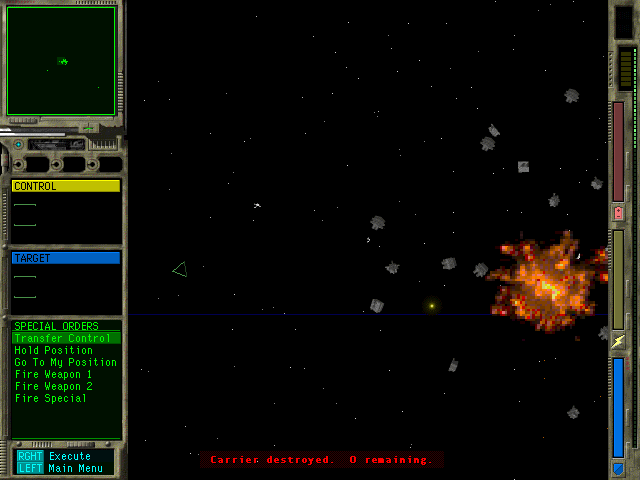 CONTROL
TARGET
SPECIAL ORDERS
Transfer Control
Hold Position
Go To My Position
Fire Weapon 1
Fire Weapon 2
Fire Special
RGHT Execute
LEFT Main Menu
Carrier destroyed. 0 remaining.